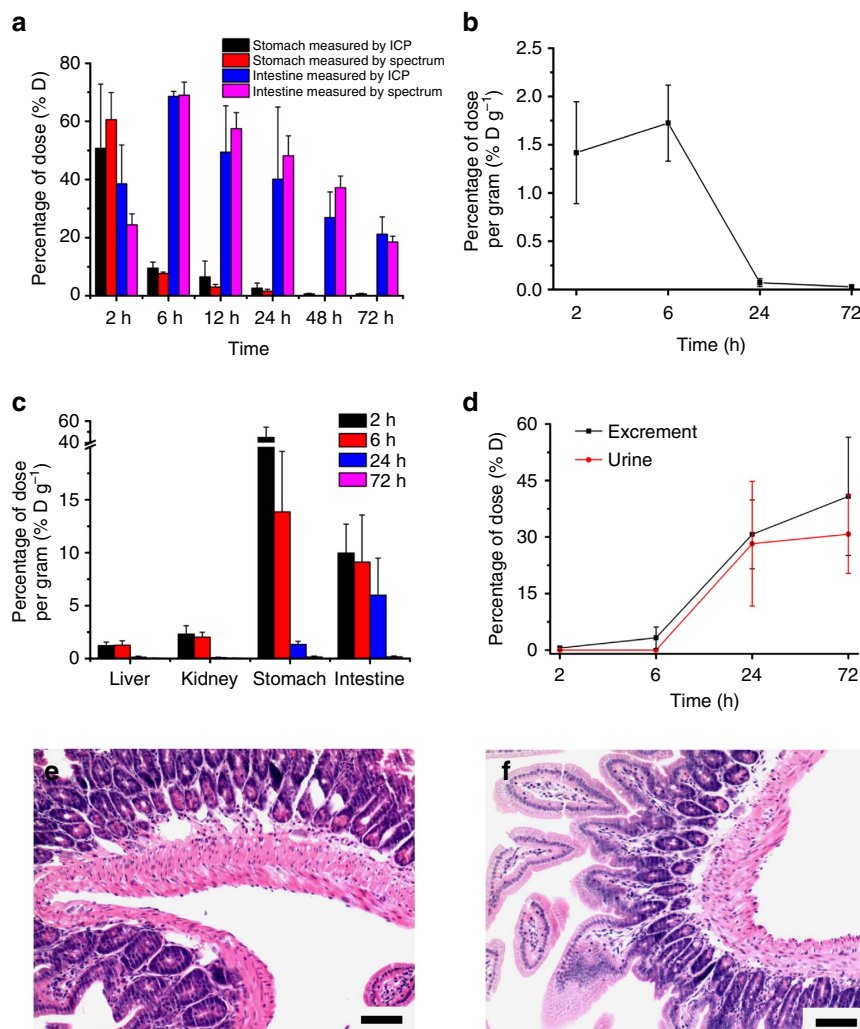 a
Stomach measured by ICP
Stomach measured by spectrum
Intestine measured by ICP
Intestine measured by spectrum
Percentage of dose (% D)
80
60
40
20
0
2 h 6 h 12 h 24 h 48 h 72 h
Time
b
Percentage of dose
per gram (% D g⁻¹)
2.5
2.0
1.5
1.0
0.5
0.0
2 6 24 72
Time (h)
c
2 h
6 h
24 h
72 h
Percentage of dose
per gram (% D g⁻¹)
60
40
15
10
5
0
Liver Kidney Stomach Intestine
d
Excrement
Urine
Percentage of dose (% D)
60
45
30
15
0
2 6 24 72
Time (h)
e
f